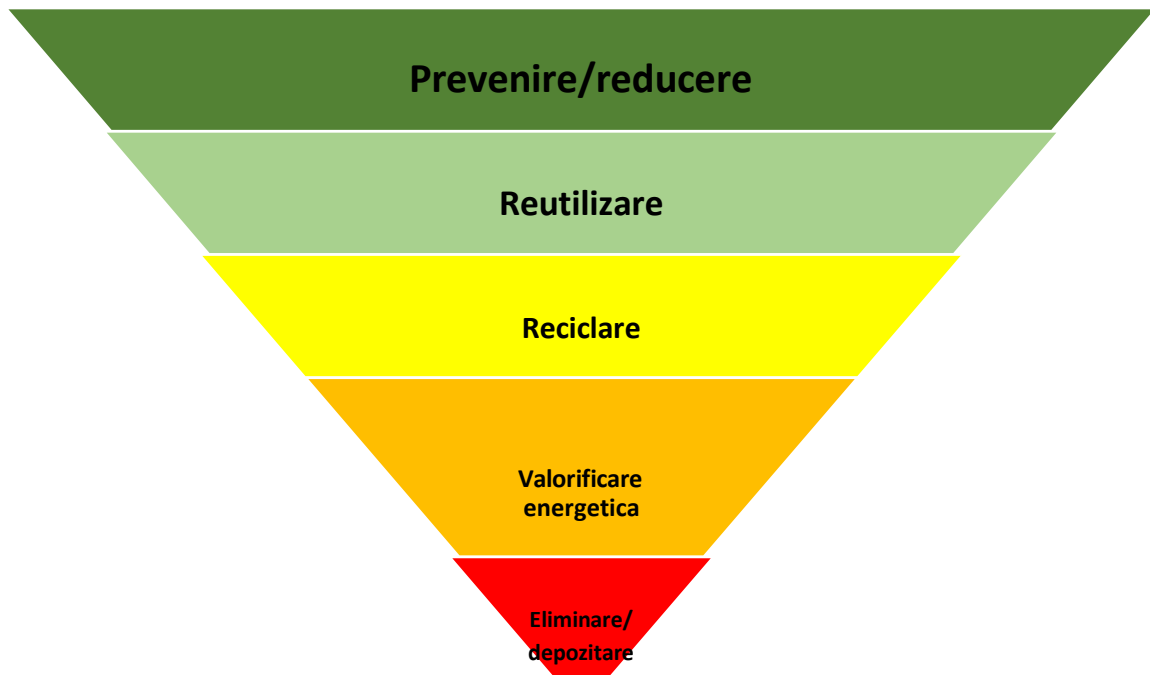 Prevenire/reducere
Reutilizare
Reciclare
Valorificare
energetica
Eliminare/
depozitare